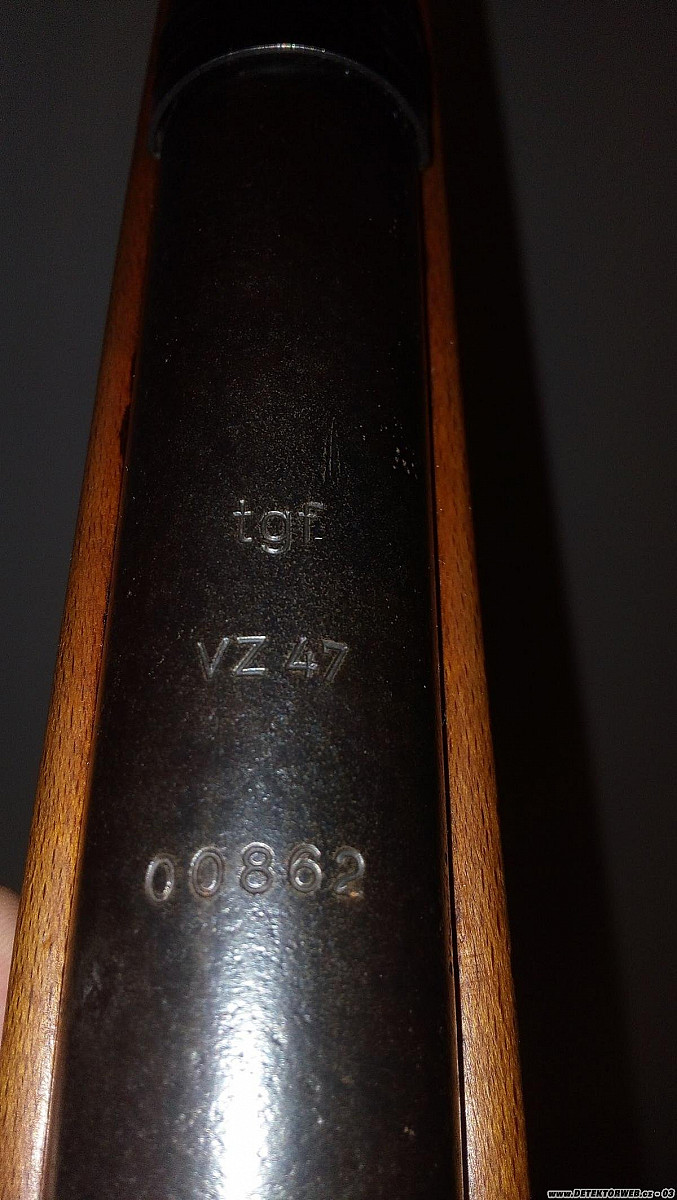 tgf
VZ 47
00862
www.DETEKTORWEB.cz - 03